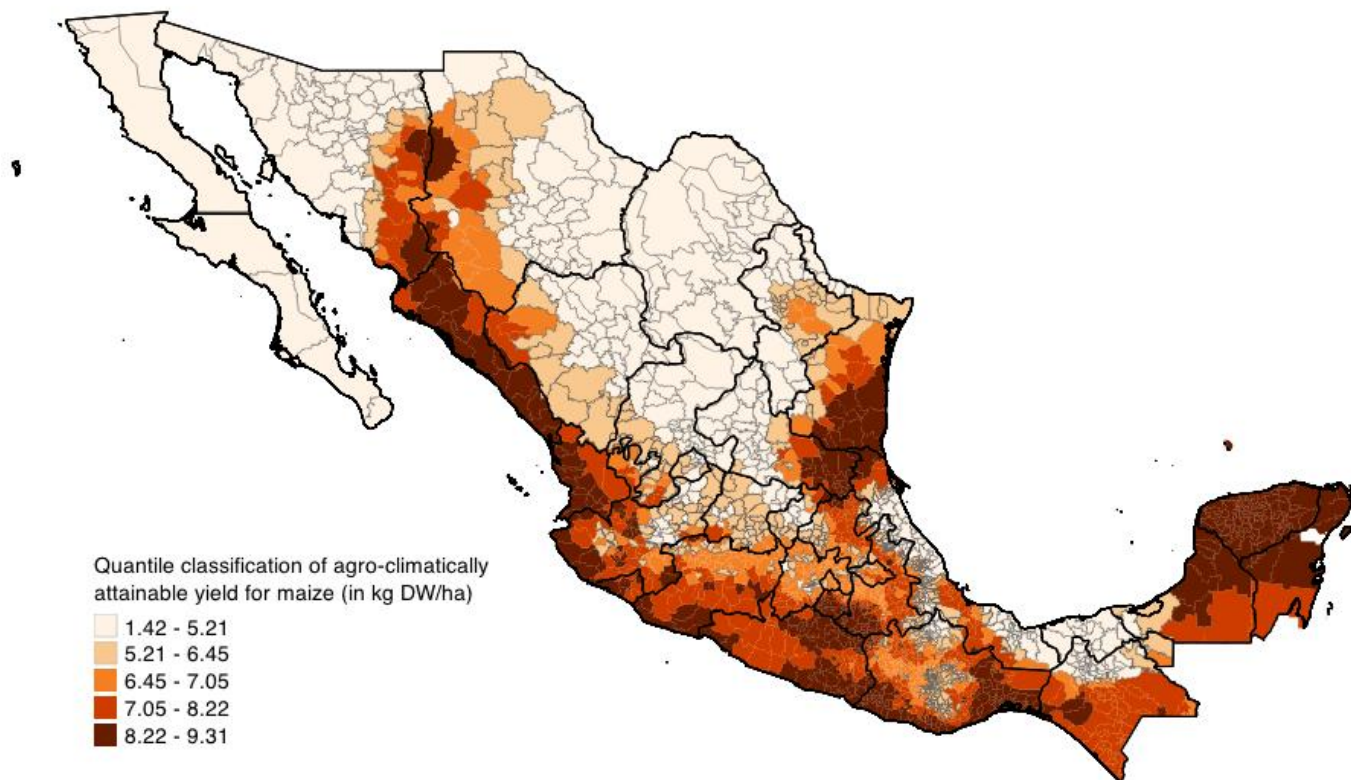 Quantile classification of agro-climatically
attainable yield for maize (in kg DW/ha)
1.42 - 5.21
5.21 - 6.45
6.45 - 7.05
7.05 - 8.22
8.22 - 9.31